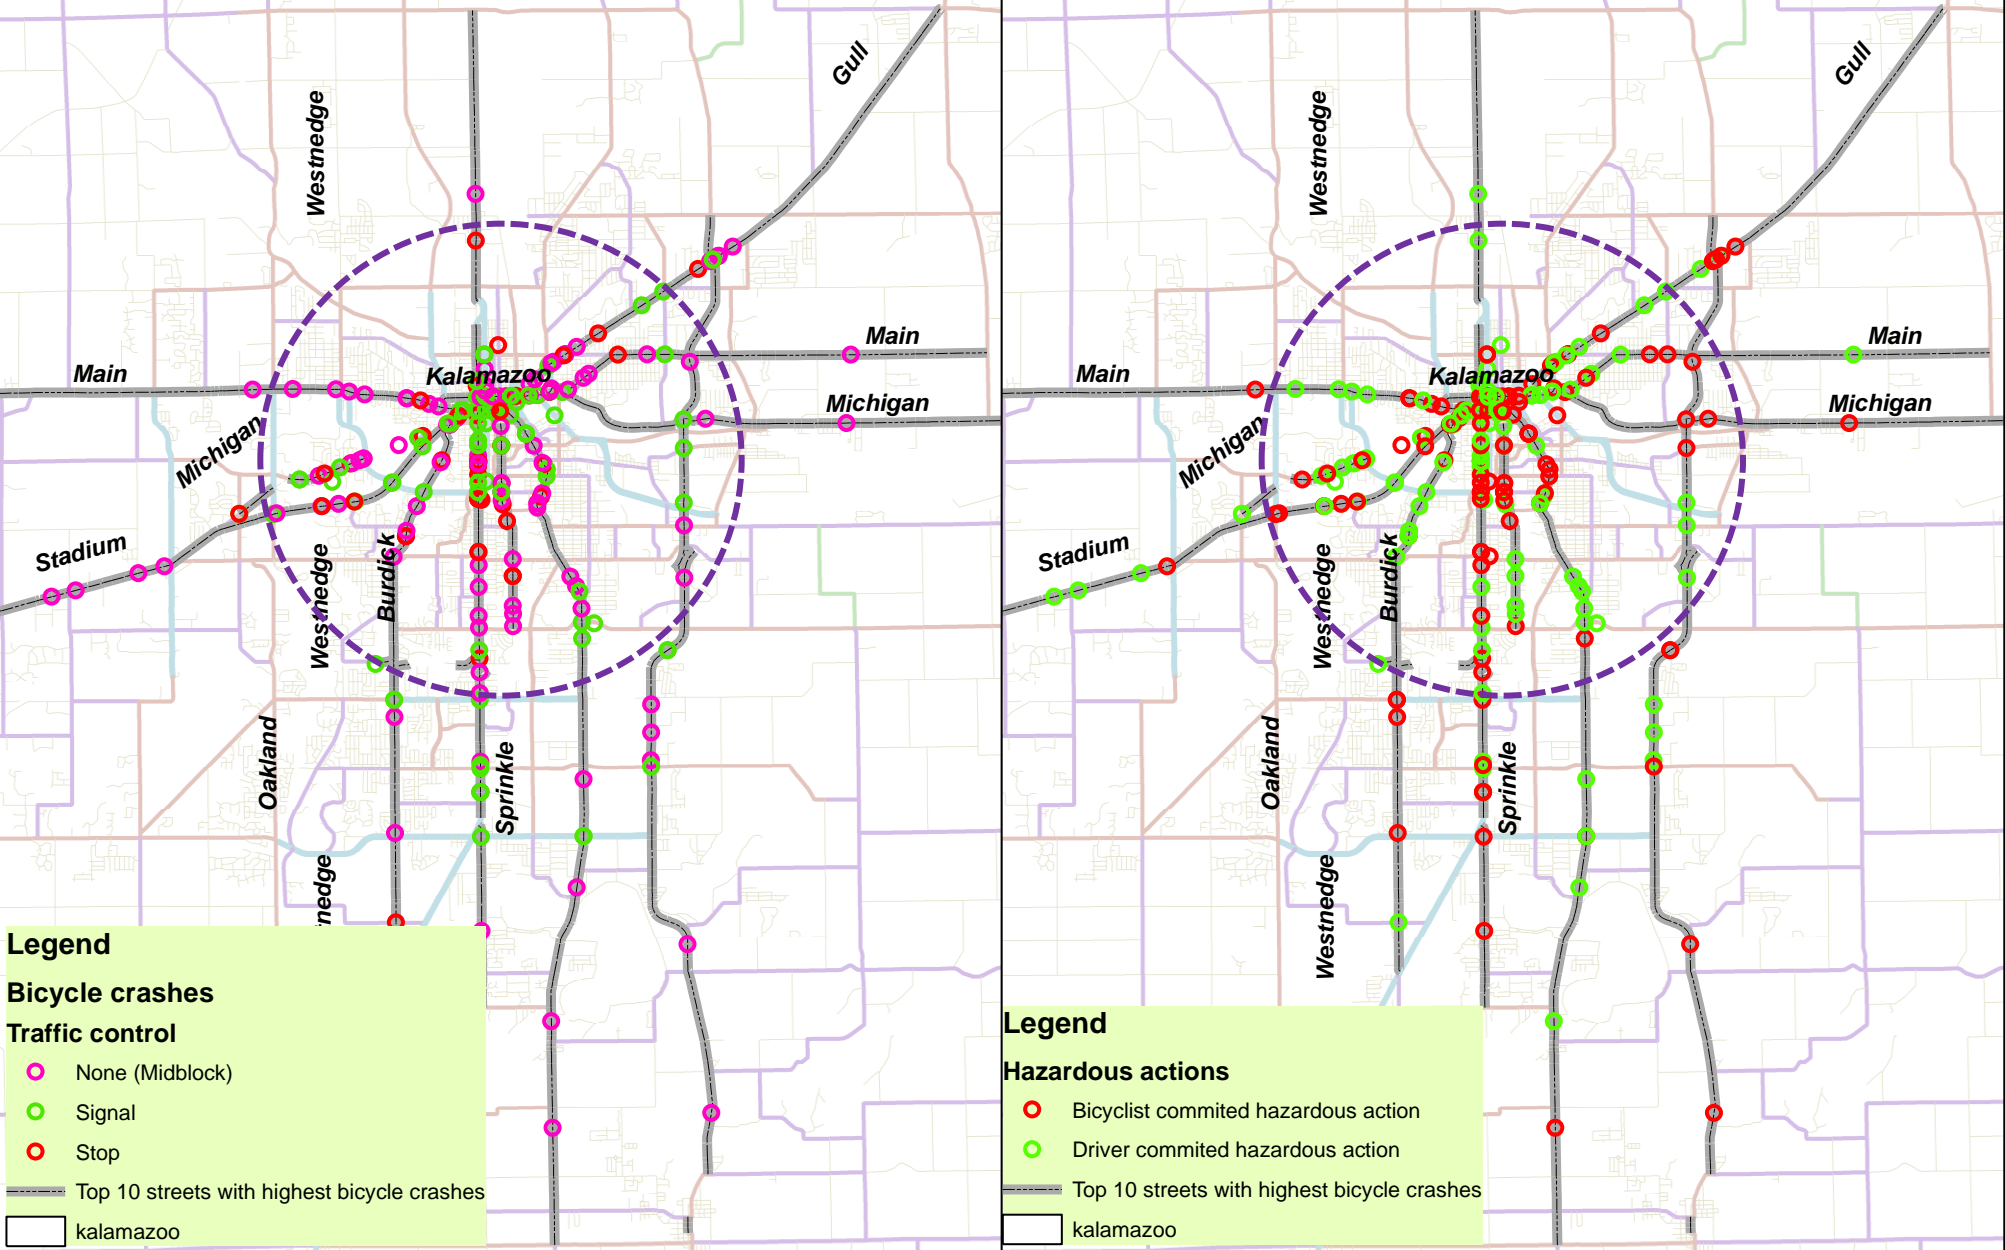 Gull
Westnedge
Main
Kalamazoo
Main
Michigan
Michigan
Stadium
Westnedge
Burdick
Oakland
Sprinkle
nedge
Legend
Bicycle crashes
Traffic control
None (Midblock)
Signal
Stop
Top 10 streets with highest bicycle crashes
kalamazoo
Gull
Westnedge
Main
Kalamazoo
Main
Michigan
Michigan
Stadium
Westnedge
Burdick
Oakland
Sprinkle
Westnedge
Legend
Hazardous actions
Bicyclist commited hazardous action
Driver commited hazardous action
Top 10 streets with highest bicycle crashes
kalamazoo